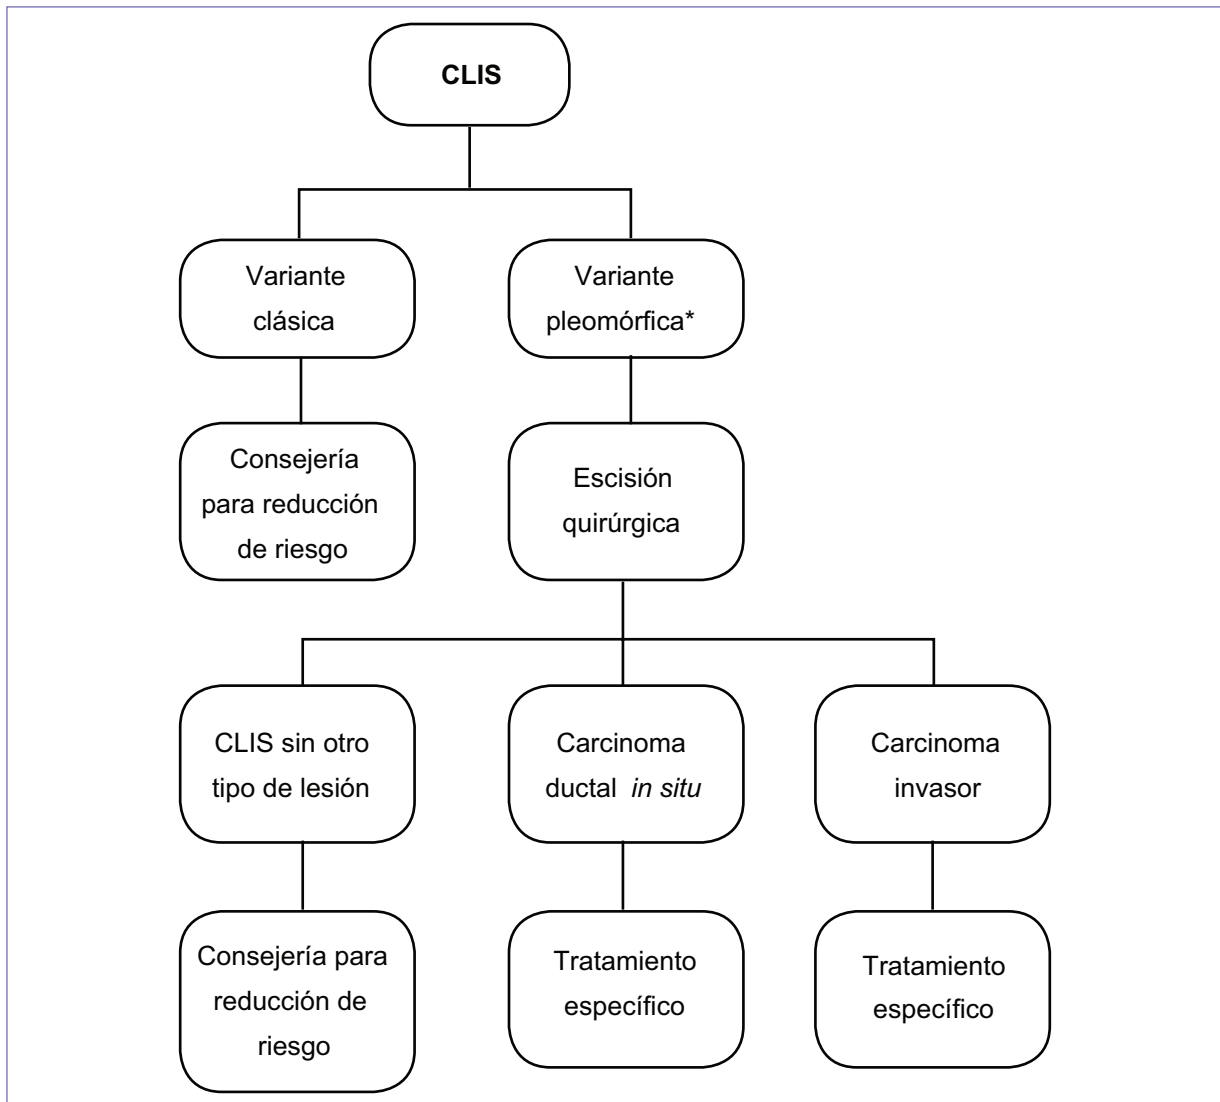 CLIS
Variante
clásica
Variante
pleomórfica*
Consejería
para reducción
de riesgo
Escisión
quirúrgica
CLIS sin otro
tipo de lesión
Carcinoma
ductal in situ
Carcinoma
invasor
Consejería para
reducción de
riesgo
Tratamiento
específico
Tratamiento
específico